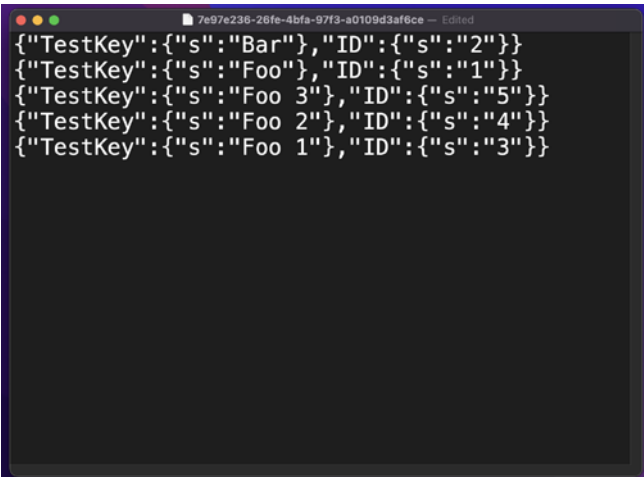 7e97e236-26fe-4bfa-97f3-a0109d3af6ce — Edited
{"TestKey":{"s":"Bar"},"ID":{"s":"2"}}
{"TestKey":{"s":"Foo"},"ID":{"s":"1"}}
{"TestKey":{"s":"Foo 3"},"ID":{"s":"5"}}
{"TestKey":{"s":"Foo 2"},"ID":{"s":"4"}}
{"TestKey":{"s":"Foo 1"},"ID":{"s":"3"}}